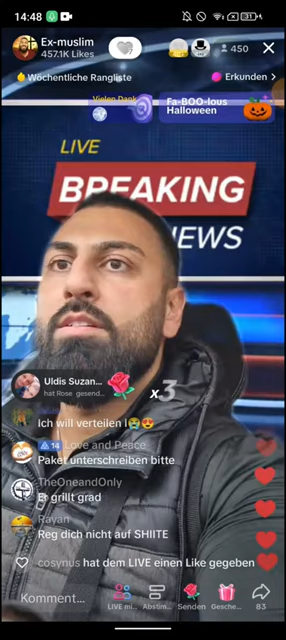 14:48
Ex-muslim
457.1K Likes
450
Wöchentliche Rangliste
Erkunden >
Vielen Dank
Fa-BOO-lous
Halloween
LIVE
BREAKING
NEWS
Uldis Suzan...
hat Rose gesend...
x3
Ich will verteilen I😭😍
14 Love and Peace
Paket unterschreiben bitte
TheOneandOnly
Er grillt grad
Rayan
Reg dich nicht auf SHIITE
cosynus hat dem LIVE einen Like gegeben
Komment...
LIVE mi...
Abstim...
Senden
Gesche...
83